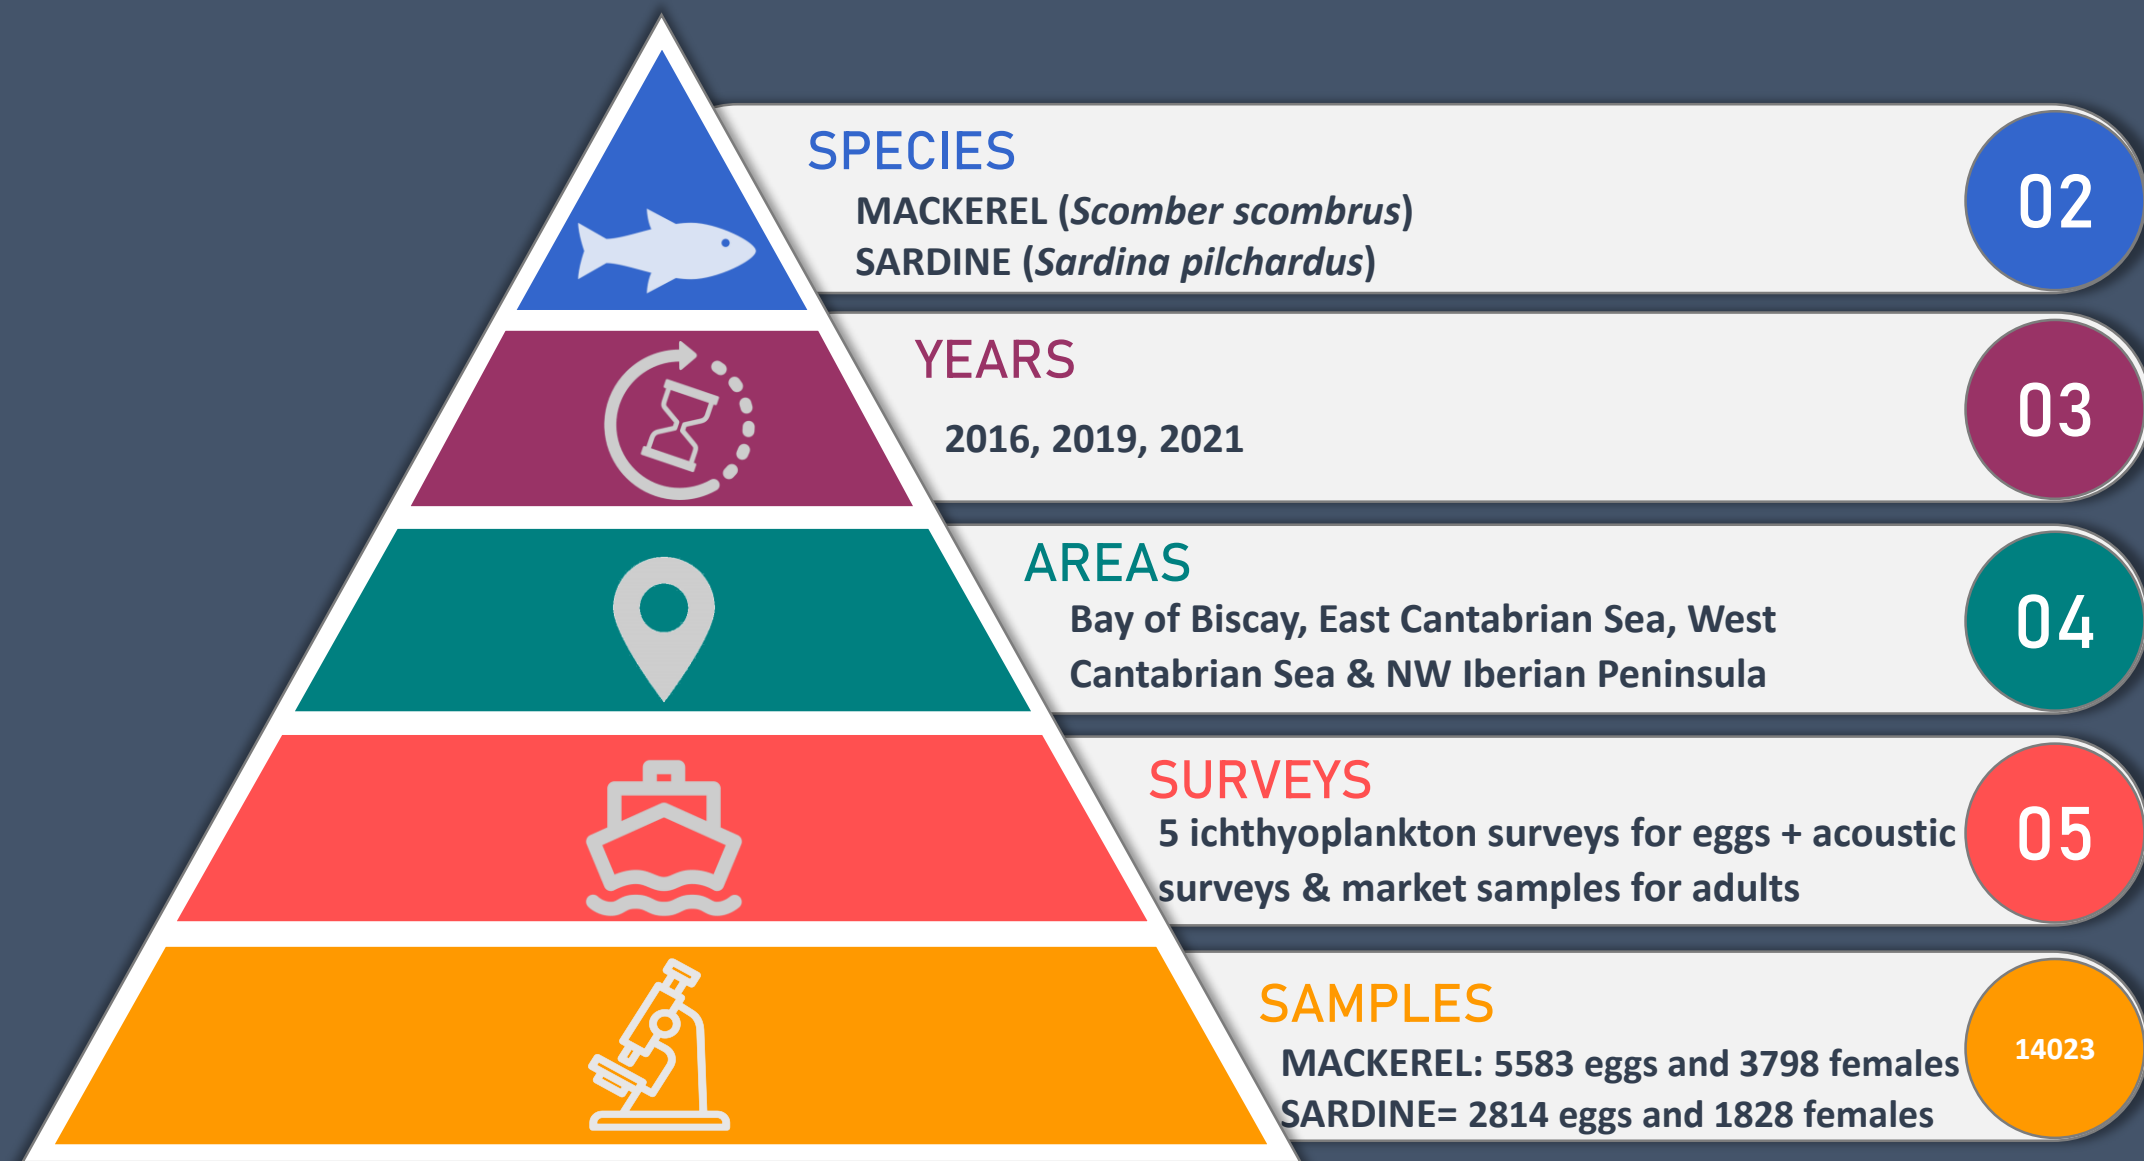 SPECIES
MACKEREL (Scomber scombrus)
SARDINE (Sardina pilchardus)
02
YEARS
2016, 2019, 2021
03
AREAS
Bay of Biscay, East Cantabrian Sea, West
Cantabrian Sea & NW Iberian Peninsula
04
SURVEYS
5 ichthyoplankton surveys for eggs + acoustic
surveys & market samples for adults
05
SAMPLES
MACKEREL: 5583 eggs and 3798 females
SARDINE= 2814 eggs and 1828 females
14023